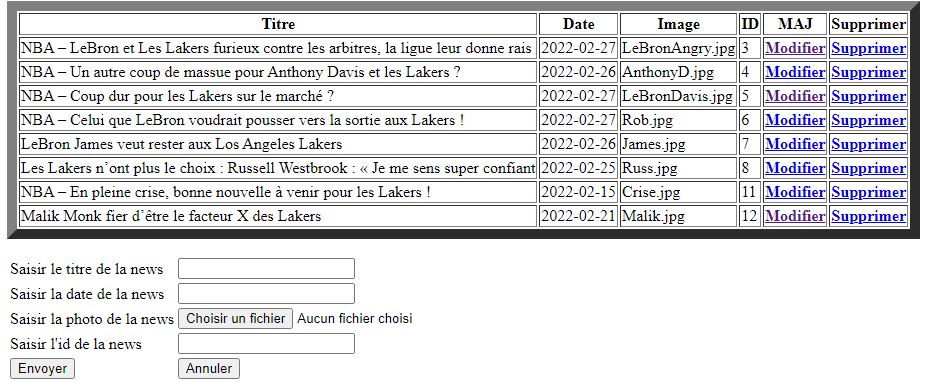 Titre Date Image ID MAJ Supprimer
NBA – LeBron et Les Lakers furieux contre les arbitres, la ligue leur donne rais 2022-02-27 LeBronAngry.jpg 3 Modifier Supprimer
NBA – Un autre coup de massue pour Anthony Davis et les Lakers ? 2022-02-26 AnthonyD.jpg 4 Modifier Supprimer
NBA – Coup dur pour les Lakers sur le marché ? 2022-02-27 LeBronDavis.jpg 5 Modifier Supprimer
NBA – Celui que LeBron voudrait pousser vers la sortie aux Lakers ! 2022-02-27 Rob.jpg 6 Modifier Supprimer
LeBron James veut rester aux Los Angeles Lakers 2022-02-26 James.jpg 7 Modifier Supprimer
Les Lakers n’ont plus le choix : Russell Westbrook : « Je me sens super confiant 2022-02-25 Russ.jpg 8 Modifier Supprimer
NBA – En pleine crise, bonne nouvelle à venir pour les Lakers ! 2022-02-15 Crise.jpg 11 Modifier Supprimer
Malik Monk fier d’être le facteur X des Lakers 2022-02-21 Malik.jpg 12 Modifier Supprimer
Saisir le titre de la news
Saisir la date de la news
Saisir la photo de la news Choisir un fichier Aucun fichier choisi
Saisir l'id de la news
Envoyer Annuler